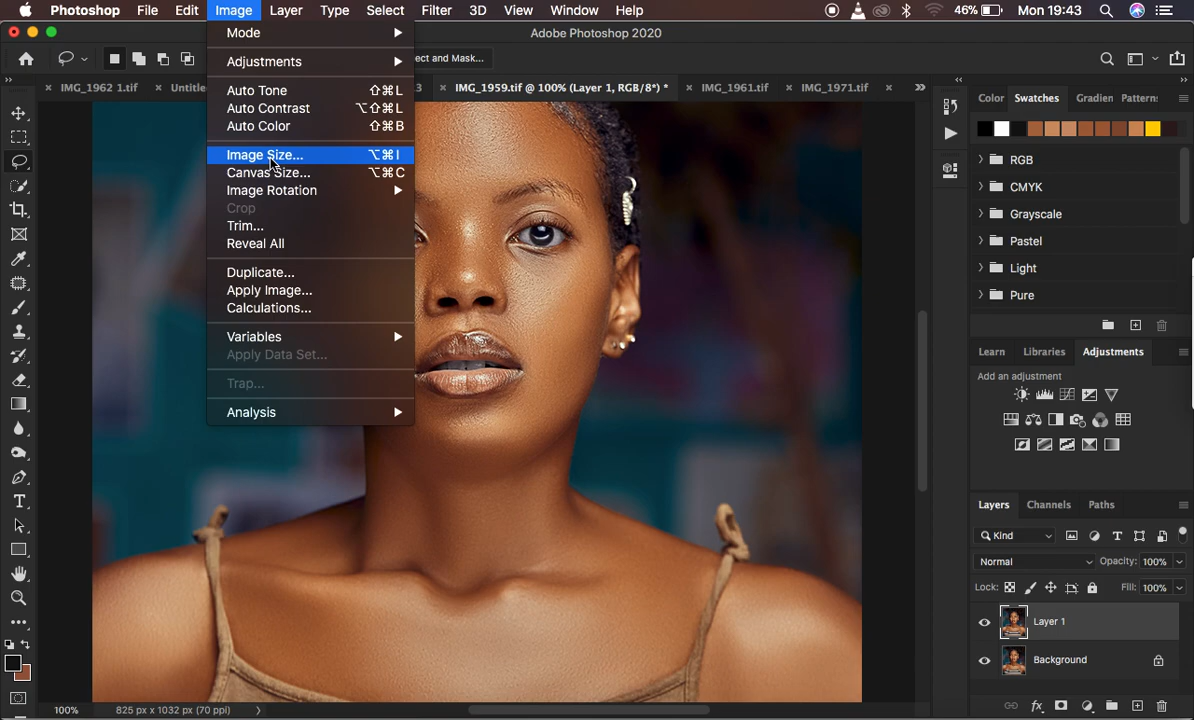 Photoshop File Edit Image Layer Type Select Filter 3D View Window Help 46% Mon 19:43
Adobe Photoshop 2020
ect and Mask...
IMG_1962 1.tif Untitle 3 IMG_1959.tif @ 100% (Layer 1, RGB/8*) * IMG_1961.tif IMG_1971.tif
Mode
Adjustments
Auto Tone ⇧⌘L
Auto Contrast ⌥⇧⌘L
Auto Color ⇧⌘B
Image Size... ⌥⌘I
Canvas Size... ⌥⌘C
Image Rotation
Crop
Trim...
Reveal All
Duplicate...
Apply Image...
Calculations...
Variables
Apply Data Set...
Trap...
Analysis
Color Swatches Gradien Pattern:
RGB
CMYK
Grayscale
Pastel
Light
Pure
Learn Libraries Adjustments
Add an adjustment
Layers Channels Paths
Kind
Normal Opacity: 100%
Lock: Fill: 100%
Layer 1
Background
100% 825 px x 1032 px (70 ppi)